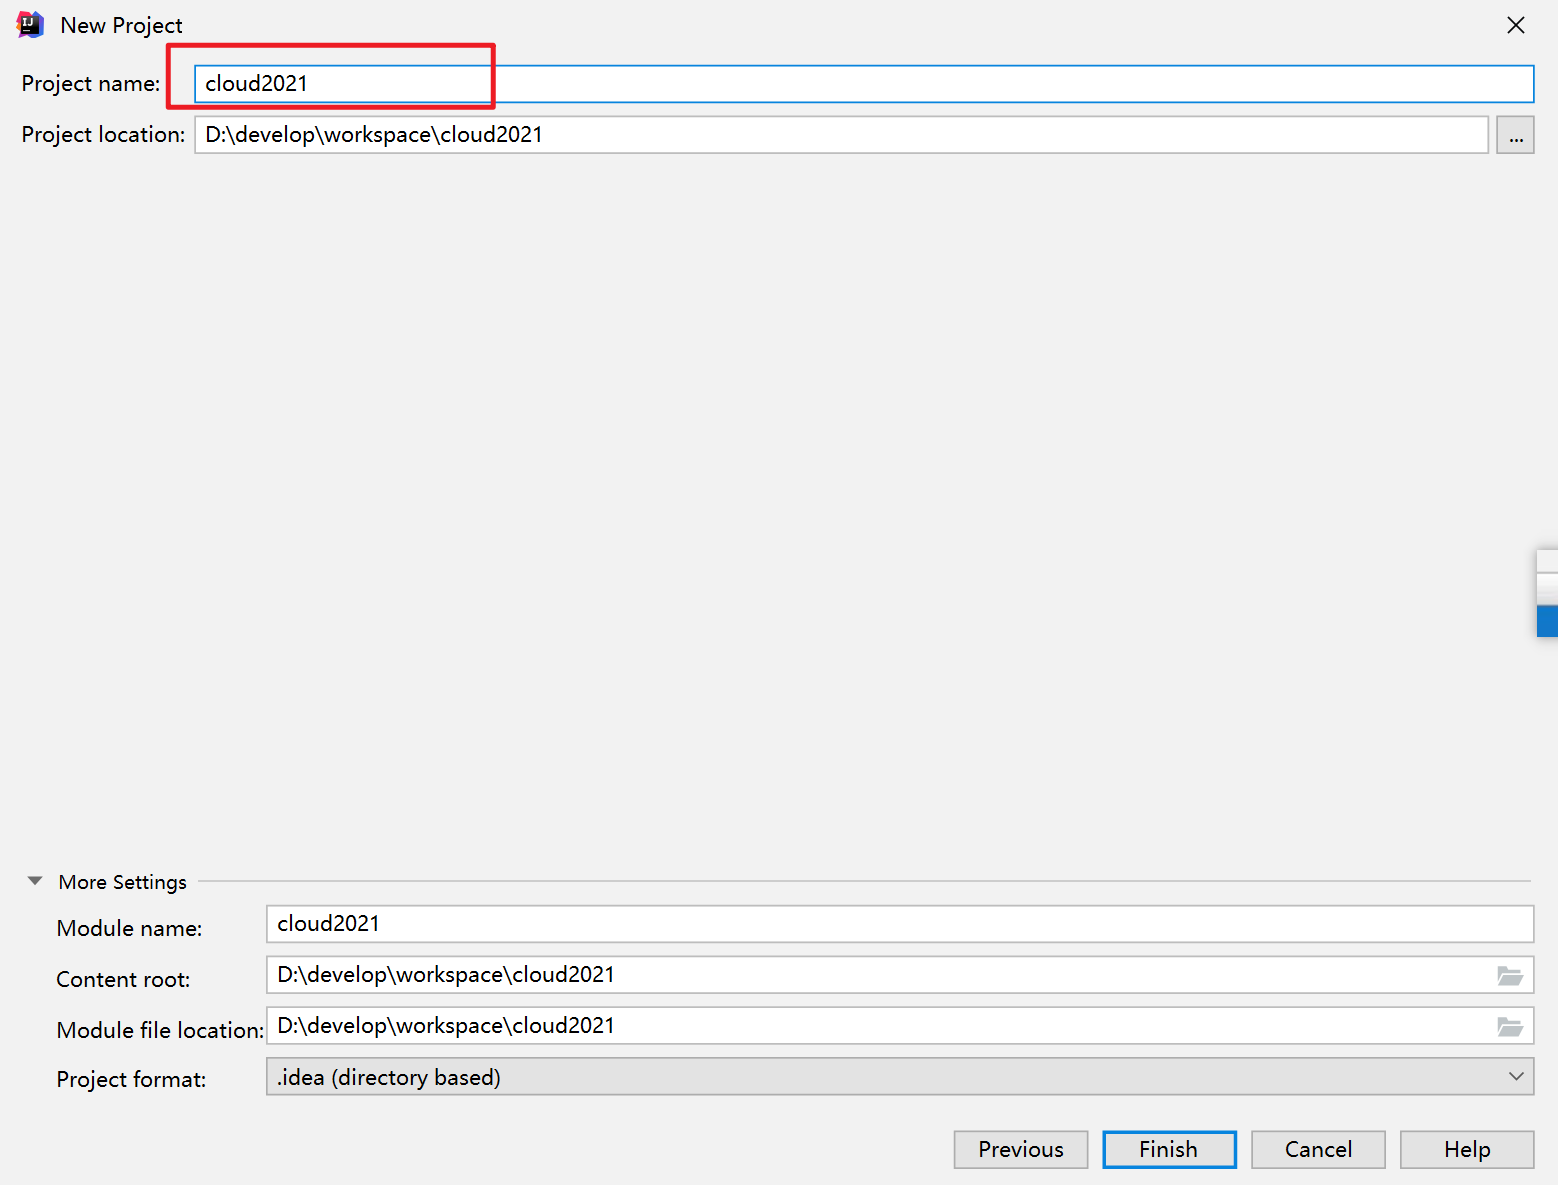 New Project
Project name: cloud2021
Project location: D:\develop\workspace\cloud2021 ...
More Settings
Module name: cloud2021
Content root: D:\develop\workspace\cloud2021
Module file location: D:\develop\workspace\cloud2021
Project format: .idea (directory based)
Previous Finish Cancel Help